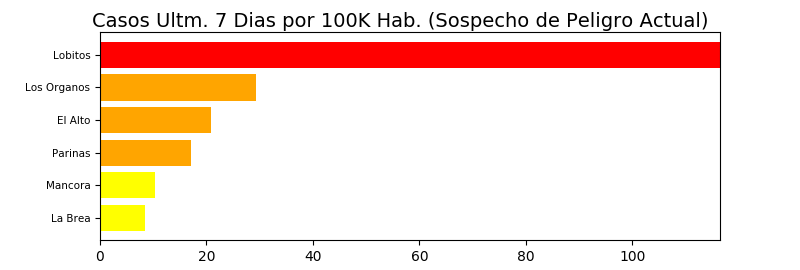 Casos Ultm. 7 Dias por 100K Hab. (Sospecho de Peligro Actual)
Lobitos
Los Organos
El Alto
Parinas
Mancora
La Brea
0 20 40 60 80 100